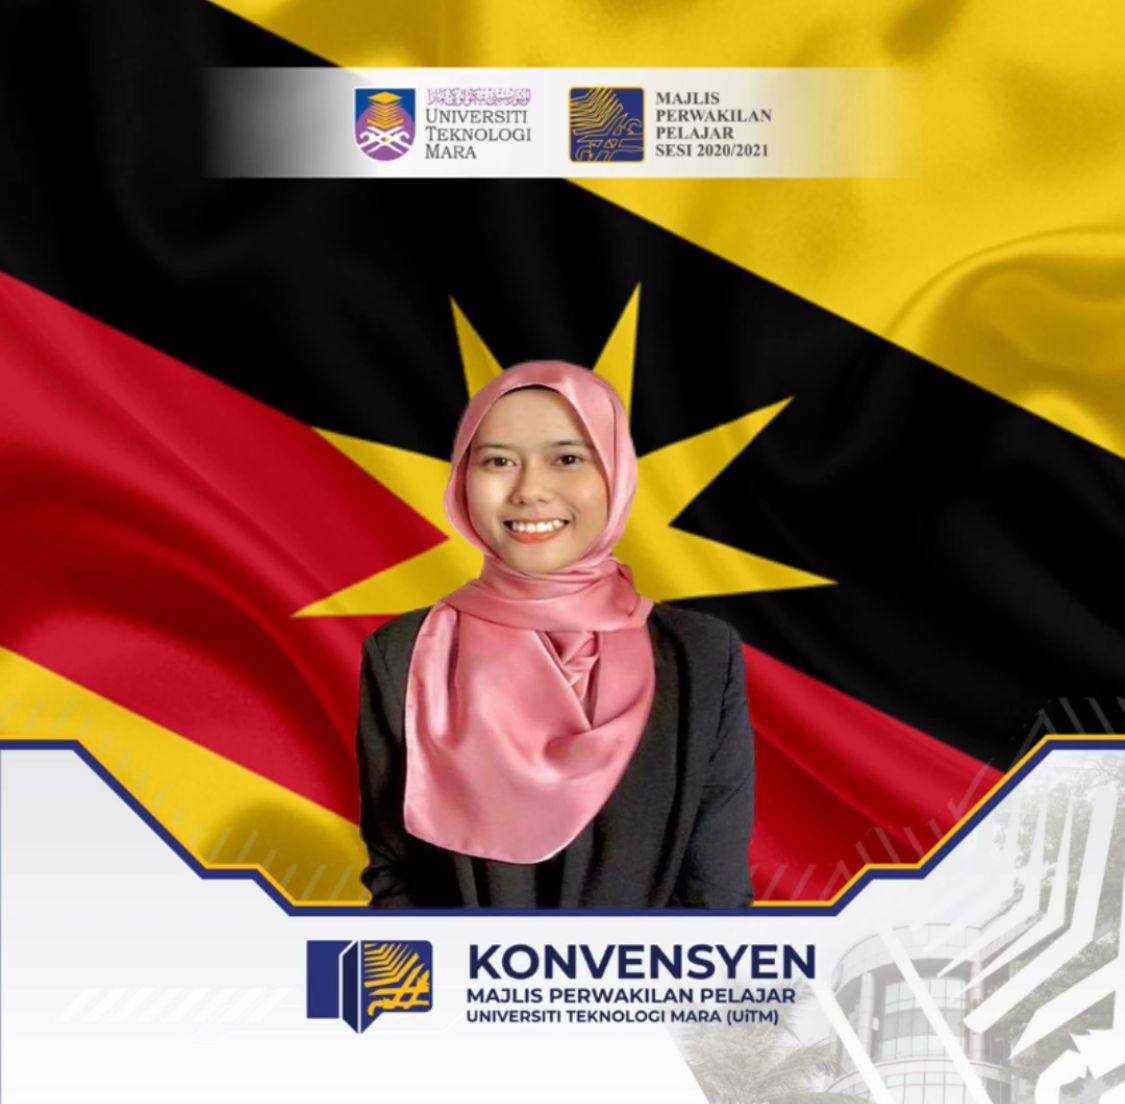 UNIVERSITI
TEKNOLOGI
MARA
MAJLIS
PERWAKILAN
PELAJAR
SESI 2020/2021
KONVENSYEN
MAJLIS PERWAKILAN PELAJAR
UNIVERSITI TEKNOLOGI MARA (UiTM)